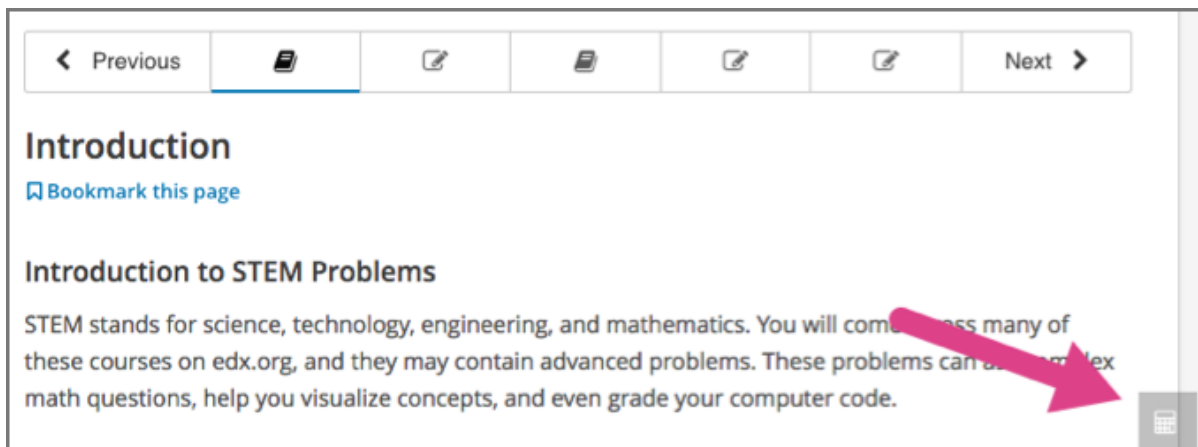 Previous
Next
Introduction
Bookmark this page
Introduction to STEM Problems
STEM stands for science, technology, engineering, and mathematics. You will many of
these courses on edx.org, and they may contain advanced problems. These problems can
math questions, help you visualize concepts, and even grade your computer code.